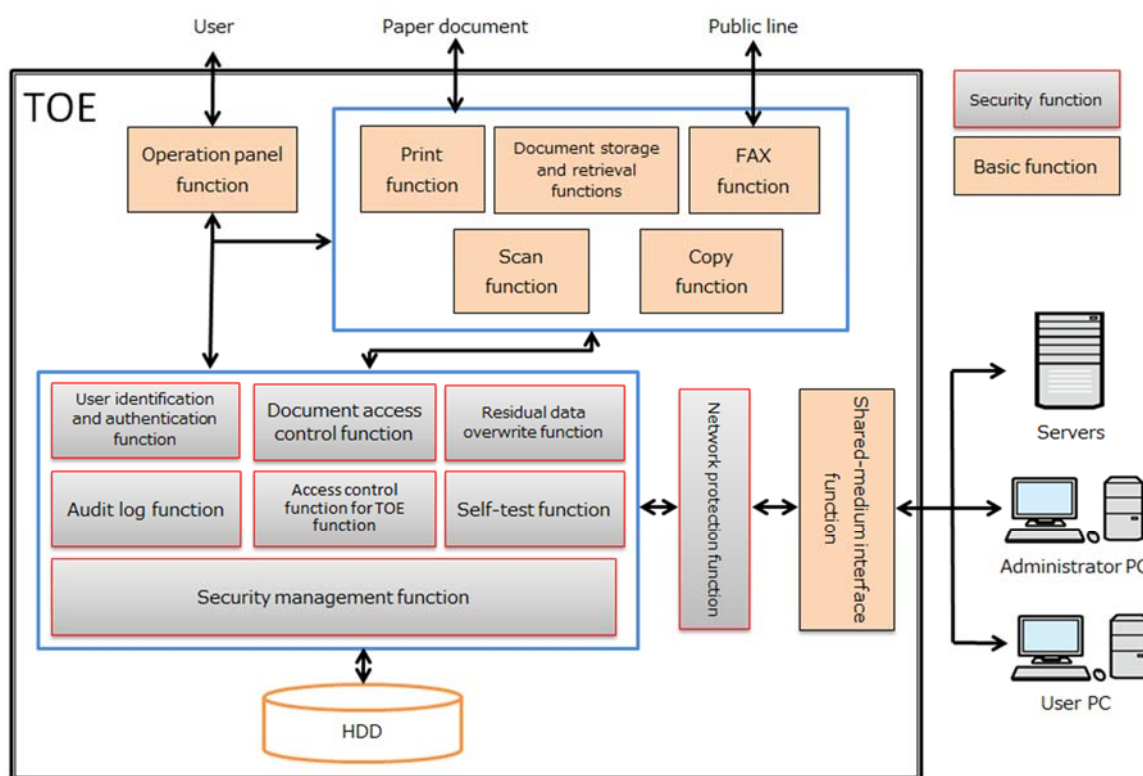 User
Paper document
Public line
TOE
Security function
Basic function
Operation panel
function
Print
function
Document storage
and retrieval
functions
FAX
function
Scan
function
Copy
function
User identification
and authentication
function
Document access
control function
Residual data
overwrite function
Audit log function
Access control
function for TOE
function
Self-test function
Security management function
Network protection function
Shared-medium interface
function
HDD
Servers
Administrator PC
User PC